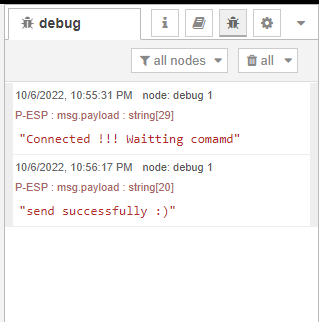 debug
all nodes
all
10/6/2022, 10:55:31 PM node: debug 1
P-ESP : msg.payload : string[29]
"Connected !!! Waitting comamd"
10/6/2022, 10:56:17 PM node: debug 1
P-ESP : msg.payload : string[20]
"send successfully :)"